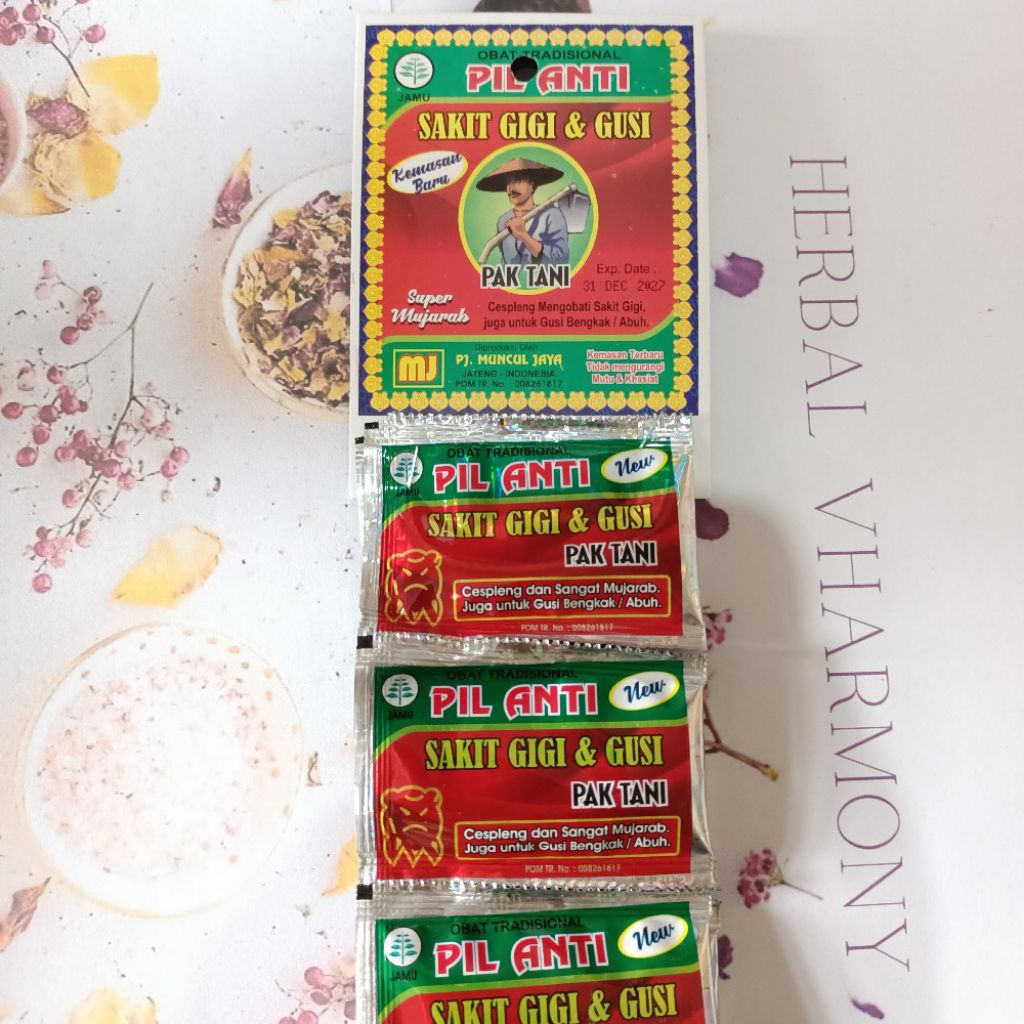 OBAT TRADISIONAL
PIL ANTI
JAMU
SAKIT GIGI & GUSI
Kemasan
Baru
PAK TANI
Exp. Date :
31 DEC 2027
Super
Mujarab
Cespleng Mengobati Sakit Gigi,
juga untuk Gusi Bengkak / Abuh.
MJ
Diproduksi Oleh :
PJ. MUNCUL JAYA
JATENG - INDONESIA
POM TR. No. : 008261817
Kemasan Terbaru
Tidak mengurangi
Mutu & Khasiat
OBAT TRADISIONAL
PIL ANTI
New
JAMU
SAKIT GIGI & GUSI
PAK TANI
Cespleng dan Sangat Mujarab.
Juga untuk Gusi Bengkak / Abuh.
POM TR. No. : 008261817
OBAT TRADISIONAL
PIL ANTI
New
JAMU
SAKIT GIGI & GUSI
PAK TANI
Cespleng dan Sangat Mujarab.
Juga untuk Gusi Bengkak / Abuh.
POM TR. No. : 008261817
OBAT TRADISIONAL
PIL ANTI
New
JAMU
SAKIT GIGI & GUSI
HERBAL VHARMONY